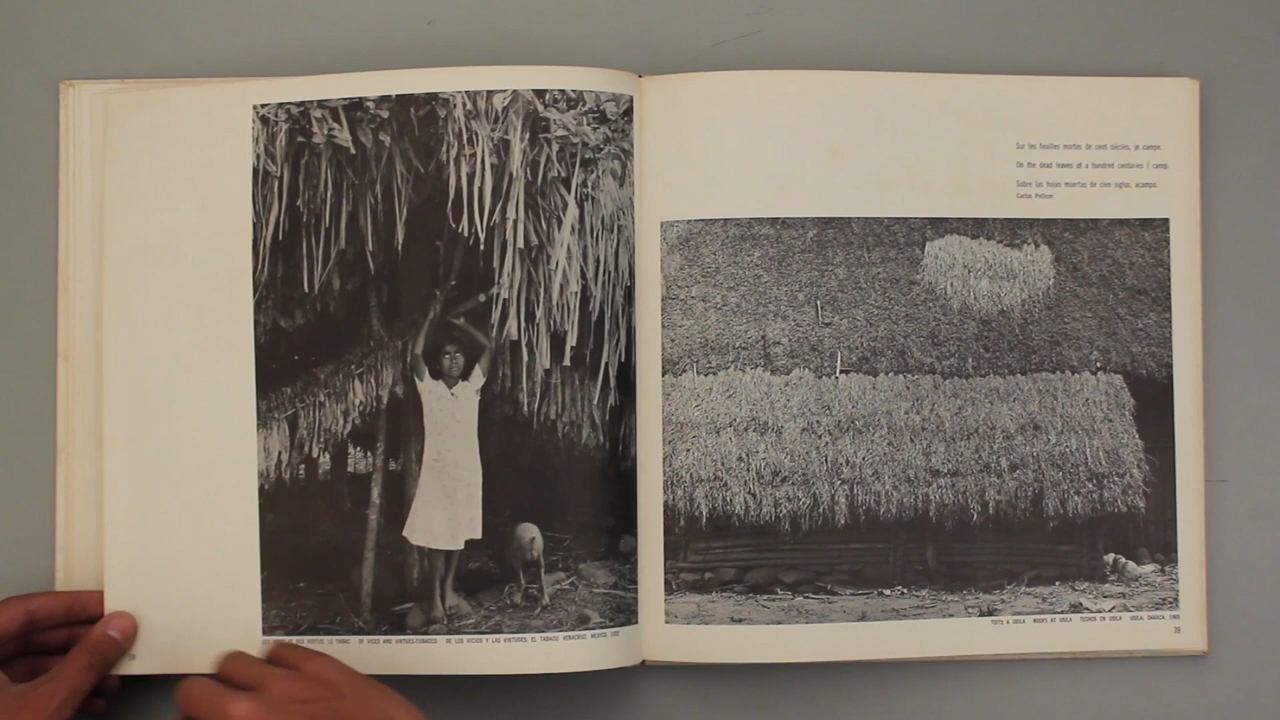 DE LOS VICIOS Y LAS VIRTUDES. EL TABACO VERACRUZ, MEXICO,
OF VICES AND VIRTUES-TOBACCO
Sur les feuilles mortes de cent siècles, je campe.
On the dead leaves of a hundred centuries I camp.
Sobre las hojas muertas de cien siglos, acampo.
Carlos Pellicer.
TOITS A USILA ROOFS AT USILA TECHOS EN USILA USILA, OAXACA,
39